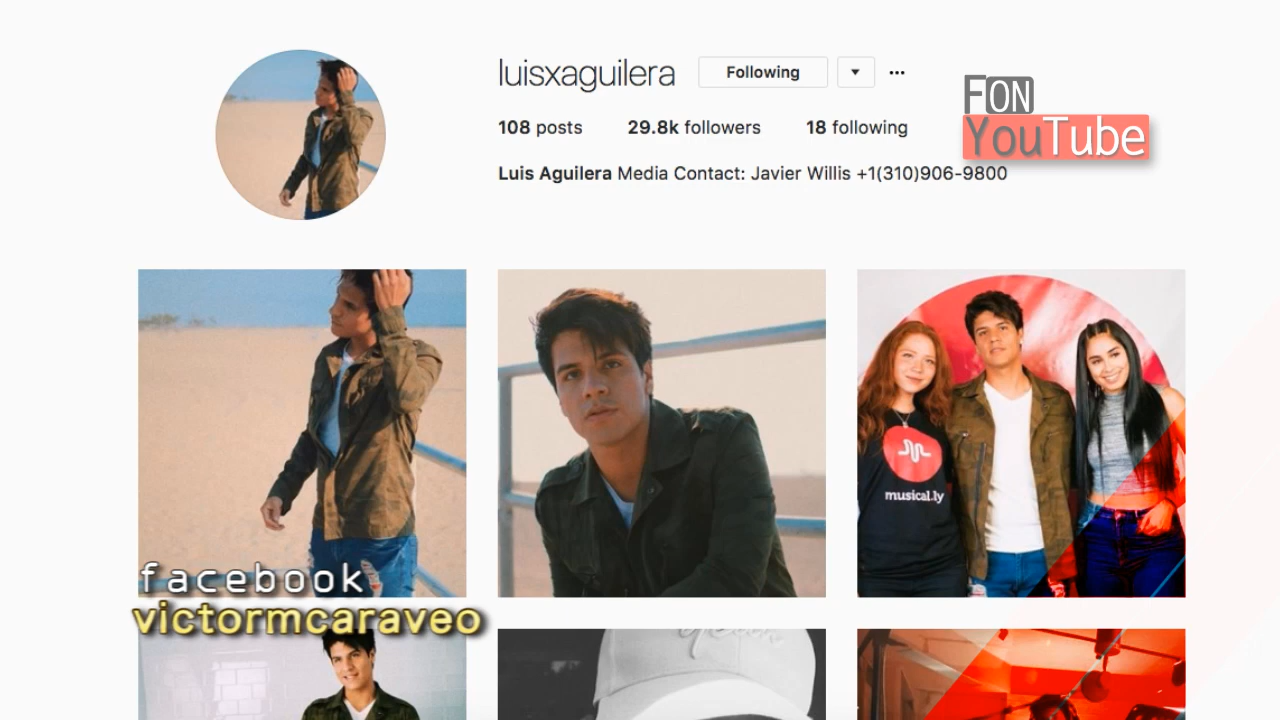 luisxaguilera Following
108 posts 29.8k followers 18 following
Luis Aguilera Media Contact: Javier Willis +1(310)906-9800
FON
YouTube
musical.ly
facebook
victormcaraveo